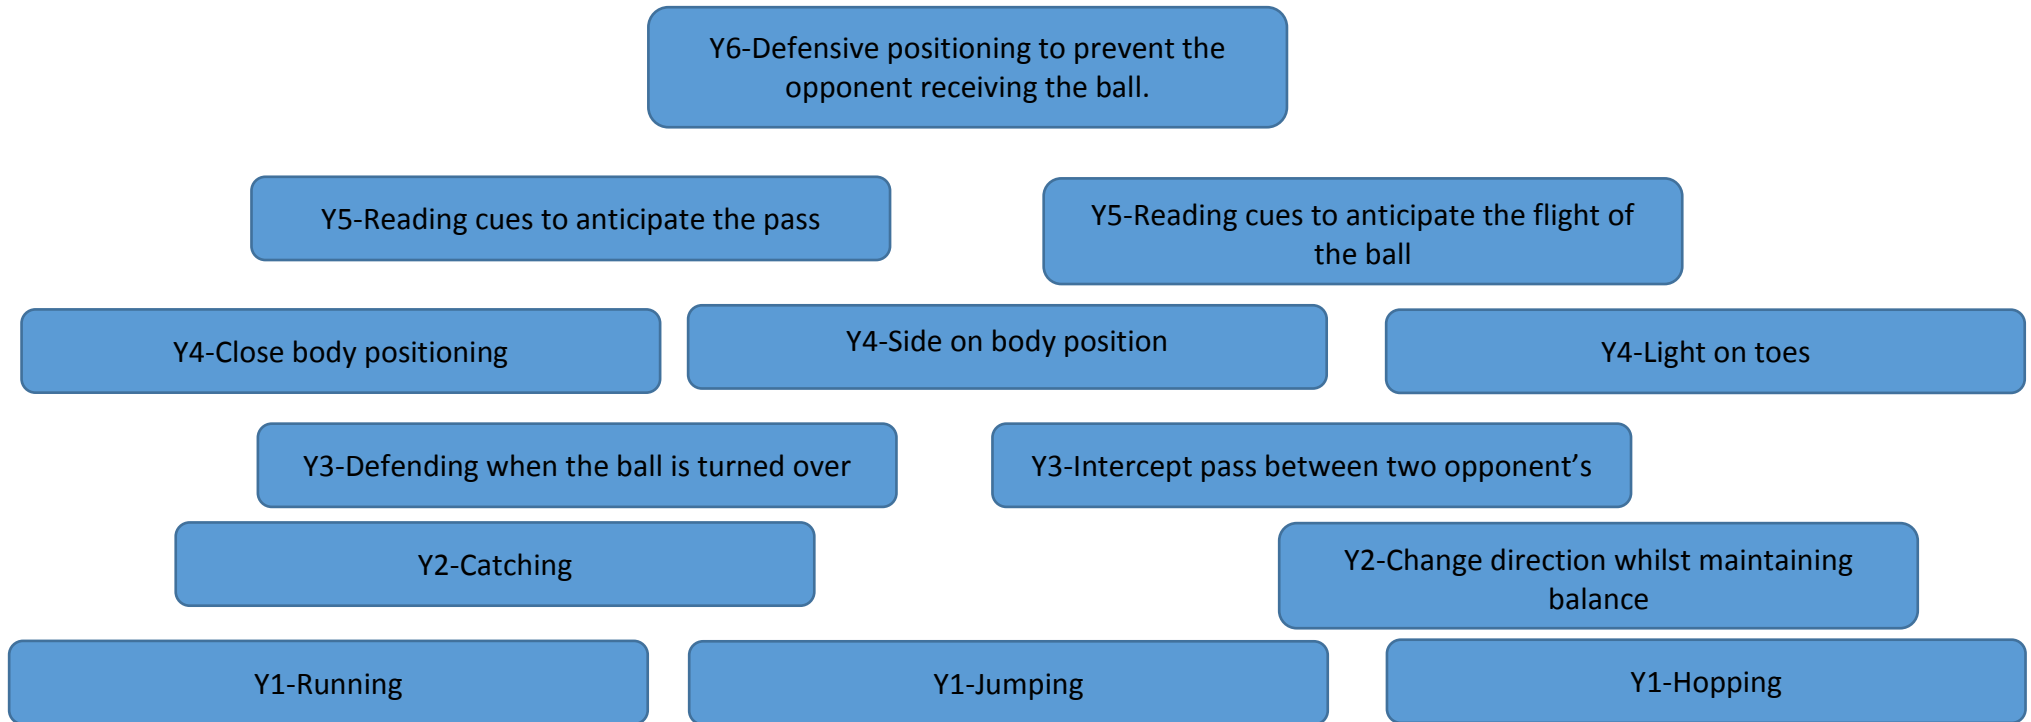 Y6-Defensive positioning to prevent the
opponent receiving the ball.
Y5-Reading cues to anticipate the pass
Y5-Reading cues to anticipate the flight of
the ball
Y4-Close body positioning
Y4-Side on body position
Y4-Light on toes
Y3-Defending when the ball is turned over
Y3-Intercept pass between two opponent’s
Y2-Catching
Y2-Change direction whilst maintaining
balance
Y1-Running
Y1-Jumping
Y1-Hopping